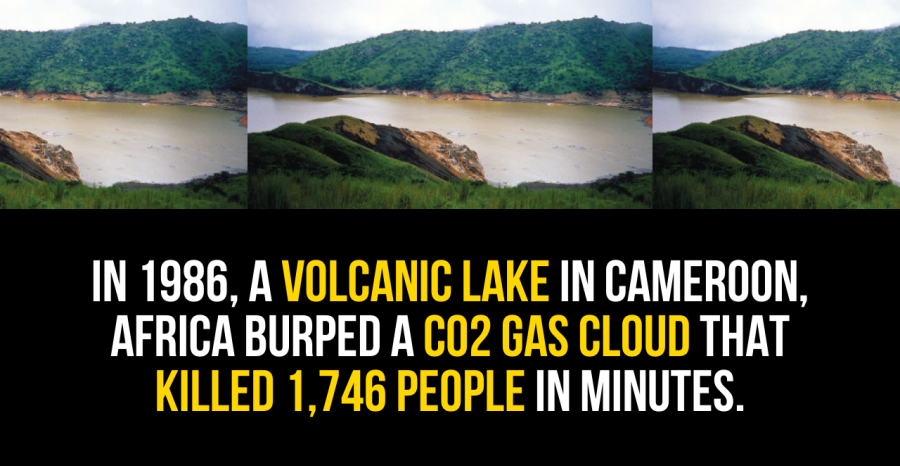 IN 1986, A VOLCANIC LAKE IN CAMEROON,
AFRICA BURPED A CO2 GAS CLOUD THAT
KILLED 1,746 PEOPLE IN MINUTES.